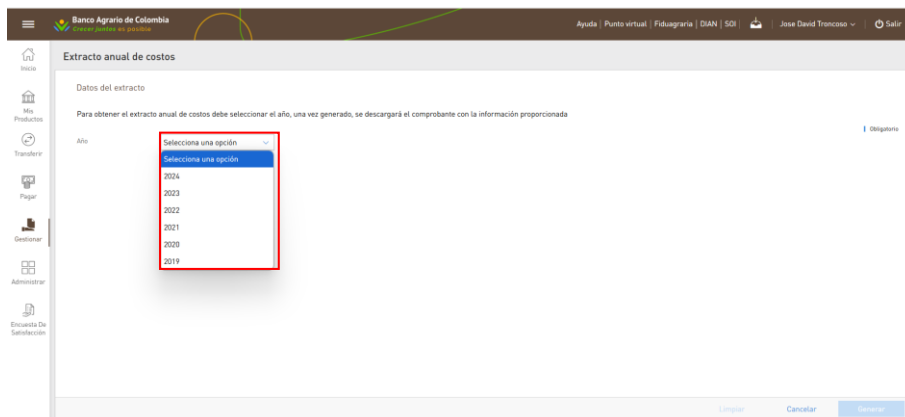 Banco Agrario de Colombia
Crecer juntos es posible
Ayuda | Punto virtual | Fiduagraria | DIAN | SOI |
Jose David Troncoso
Salir
Inicio
Mis
Productos
Transferir
Pagar
Gestionar
Administrar
Encuesta De
Satisfacción
Extracto anual de costos
Datos del extracto
Para obtener el extracto anual de costos debe seleccionar el año, una vez generado, se descargará el comprobante con la información proporcionada
Obligatorio
Año
Selecciona una opción
Selecciona una opción
2024
2023
2022
2021
2020
2019
Limpiar
Cancelar
Generar